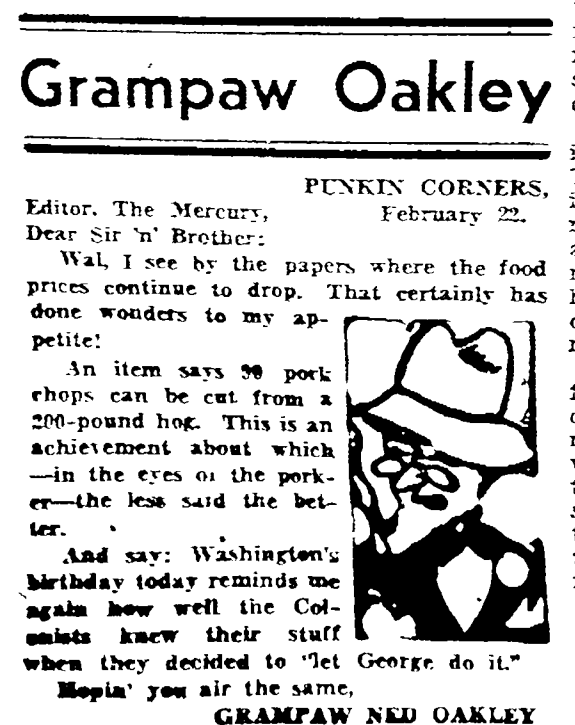 Grampaw Oakley
PUNKIN CORNERS,
Editor, The Mercury, February 22.
Dear Sir 'n' Brother:
Wal, I see by the papers where the food
prices continue to drop. That certainly has
done wonders to my ap-
petite!
An item says 90 pork
chops can be cut from a
200-pound hog. This is an
achievement about which
—in the eyes of the pork-
er—the less said the bet-
ter.
And say: Washington's
birthday today reminds me
again how well the Col-
onists knew their stuff
when they decided to "let George do it."
Hopin' you air the same,
GRAMPAW NED OAKLEY